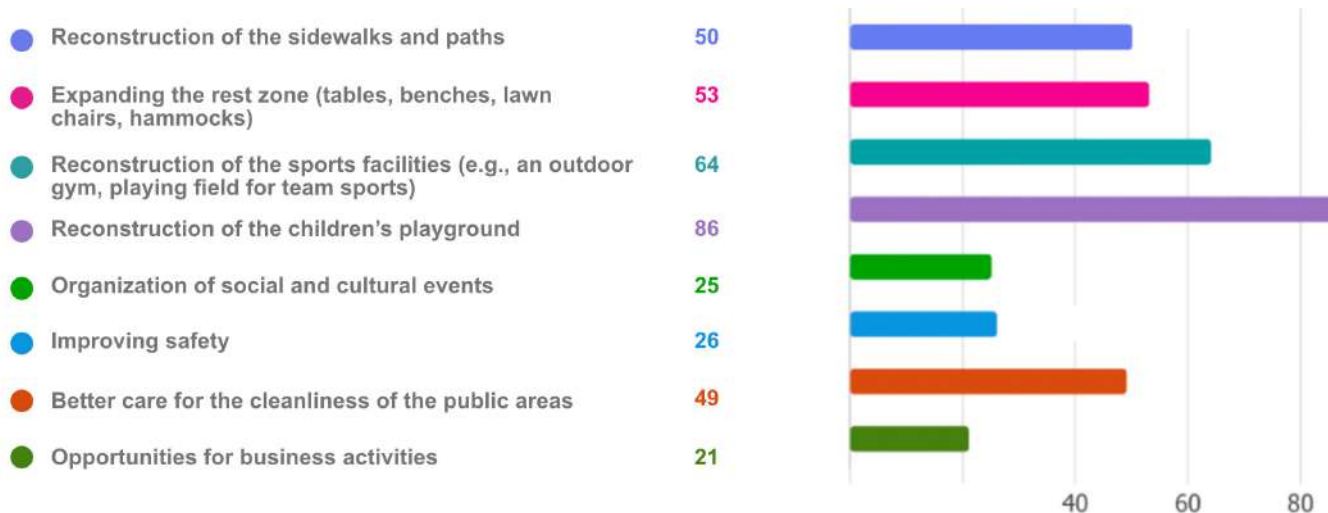 Reconstruction of the sidewalks and paths 50
Expanding the rest zone (tables, benches, lawn
chairs, hammocks) 53
Reconstruction of the sports facilities (e.g., an outdoor
gym, playing field for team sports) 64
Reconstruction of the children’s playground 86
Organization of social and cultural events 25
Improving safety 26
Better care for the cleanliness of the public areas 49
Opportunities for business activities 21
40 60 80